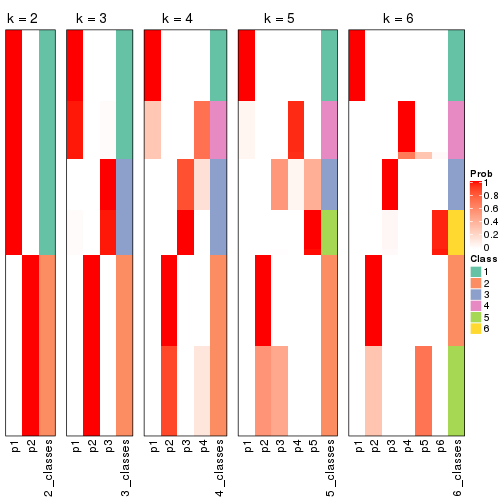 k = 2
k = 3
k = 4
k = 5
k = 6
p1
p2
2_classes
p1
p2
p3
3_classes
p1
p2
p3
p4
4_classes
p1
p2
p3
p4
p5
5_classes
p1
p2
p3
p4
p5
p6
6_classes
Prob
1
0.8
0.6
0.4
0.2
0
Class
1
2
3
4
5
6